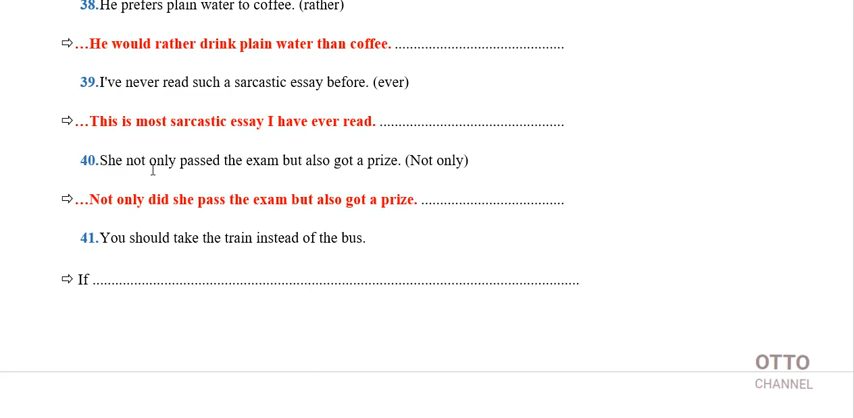 38.He prefers plain water to coffee. (rather)
⇨…He would rather drink plain water than coffee. .............................................
39.I've never read such a sarcastic essay before. (ever)
⇨…This is most sarcastic essay I have ever read. .................................................
40.She not only passed the exam but also got a prize. (Not only)
⇨…Not only did she pass the exam but also got a prize. ......................................
41.You should take the train instead of the bus.
⇨ If .................................................................................................................................
OTTO
CHANNEL